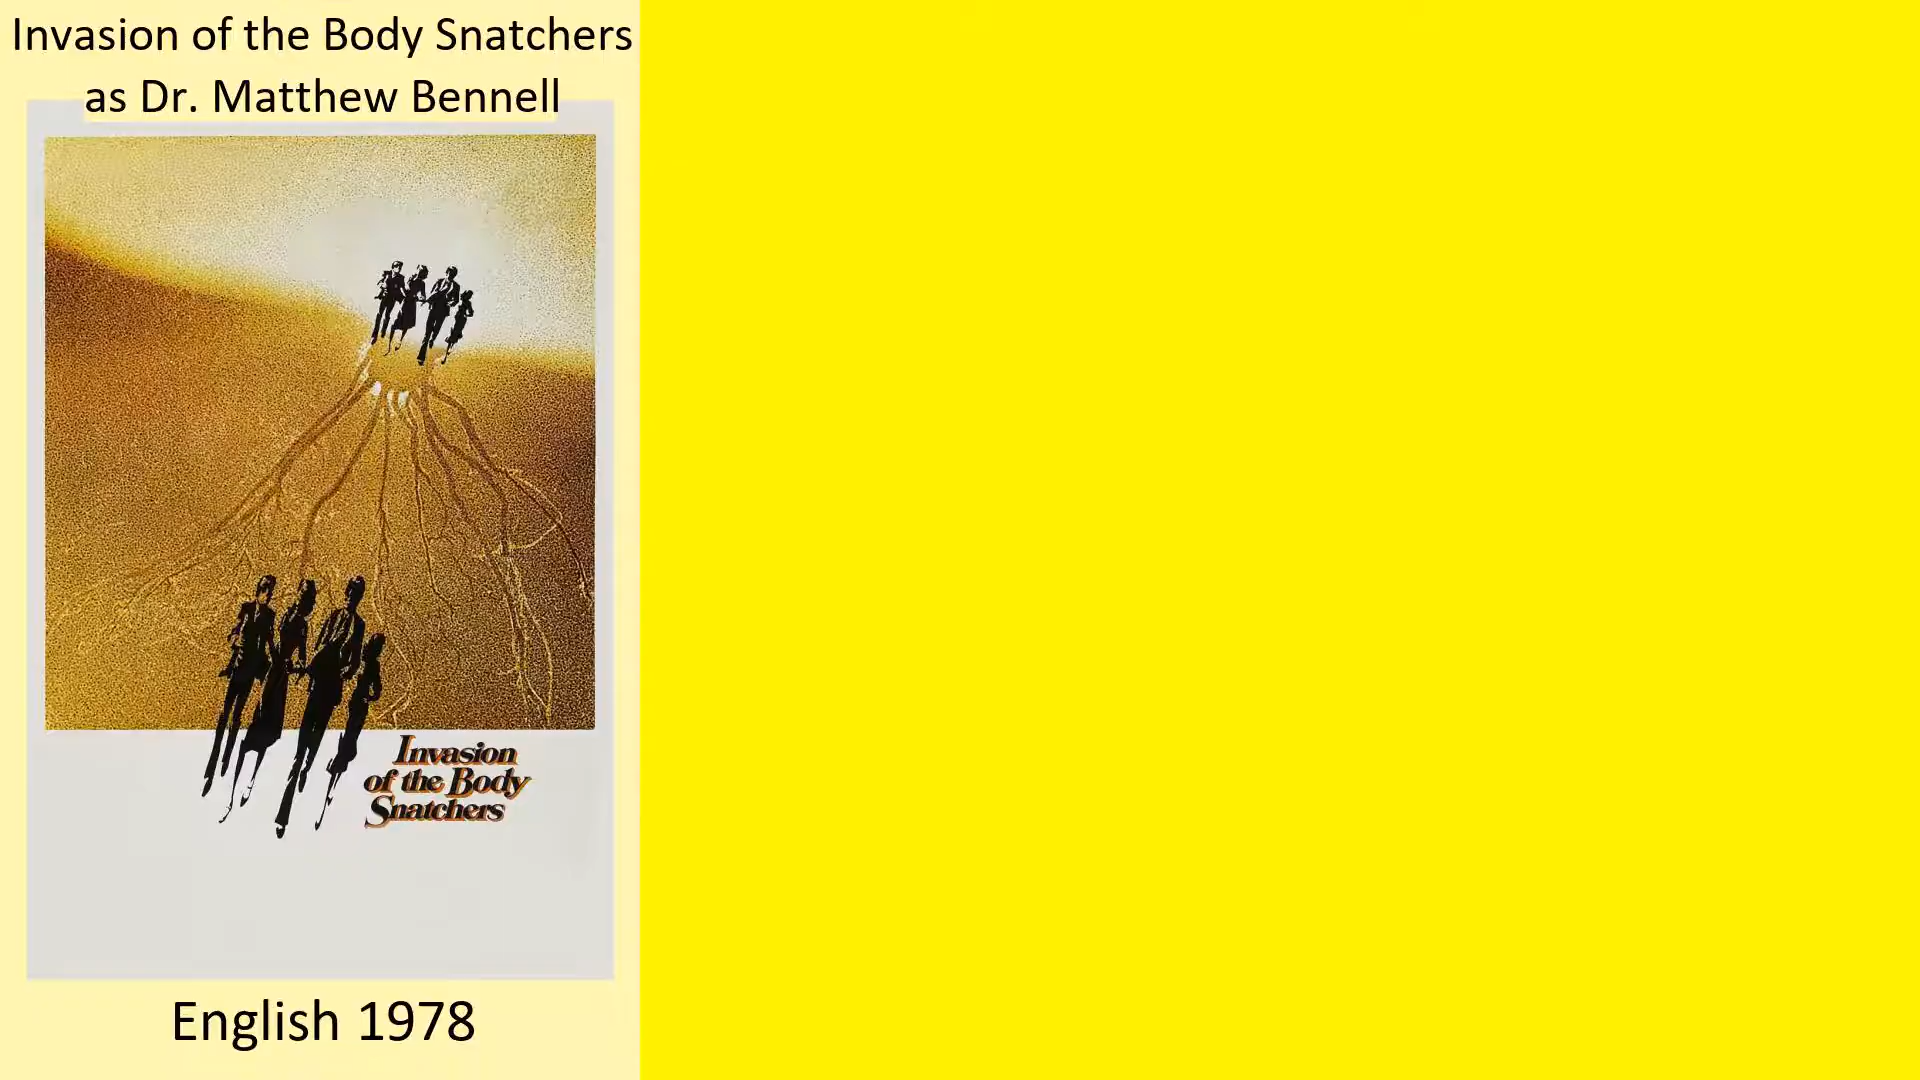 Invasion of the Body Snatchers
as Dr. Matthew Bennell
Invasion
of the Body
Snatchers
English 1978